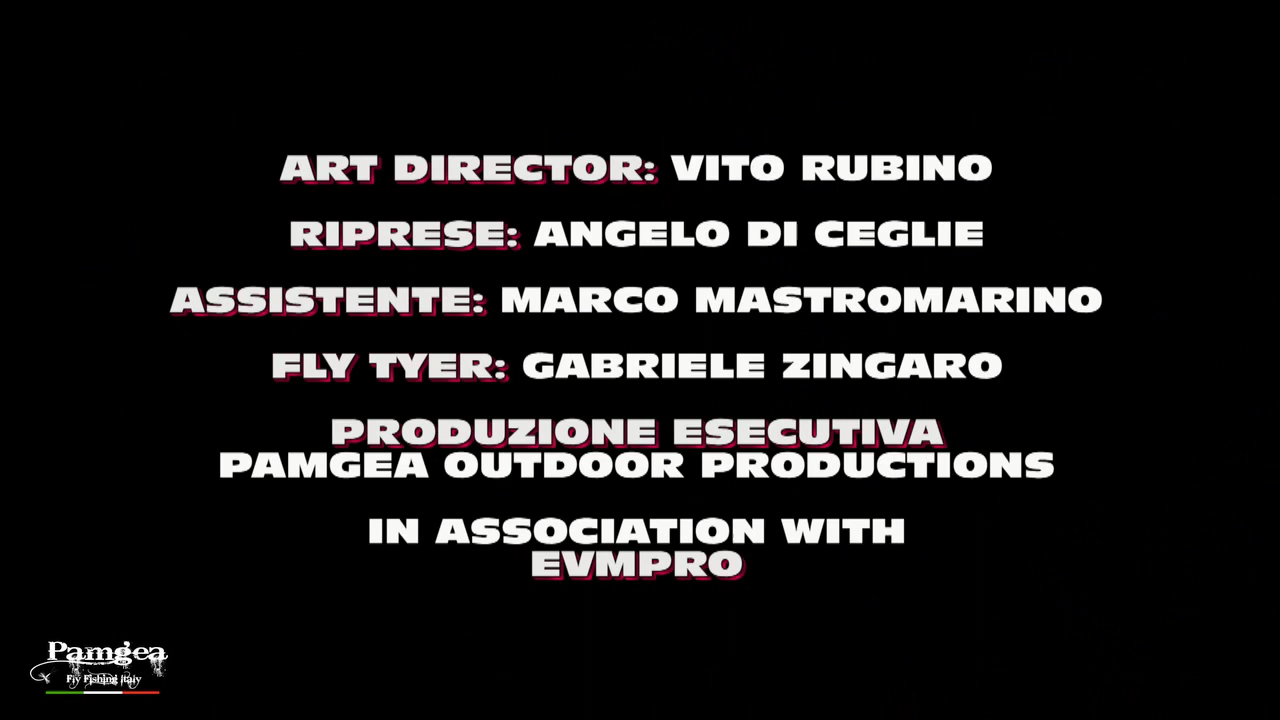 ART DIRECTOR: VITO RUBINO
RIPRESE: ANGELO DI CEGLIE
ASSISTENTE: MARCO MASTROMARINO
FLY TYER: GABRIELE ZINGARO
PRODUZIONE ESECUTIVA
PAMGEA OUTDOOR PRODUCTIONS
IN ASSOCIATION WITH
EVMPRO
Pamgea
Fly Fishing Italy